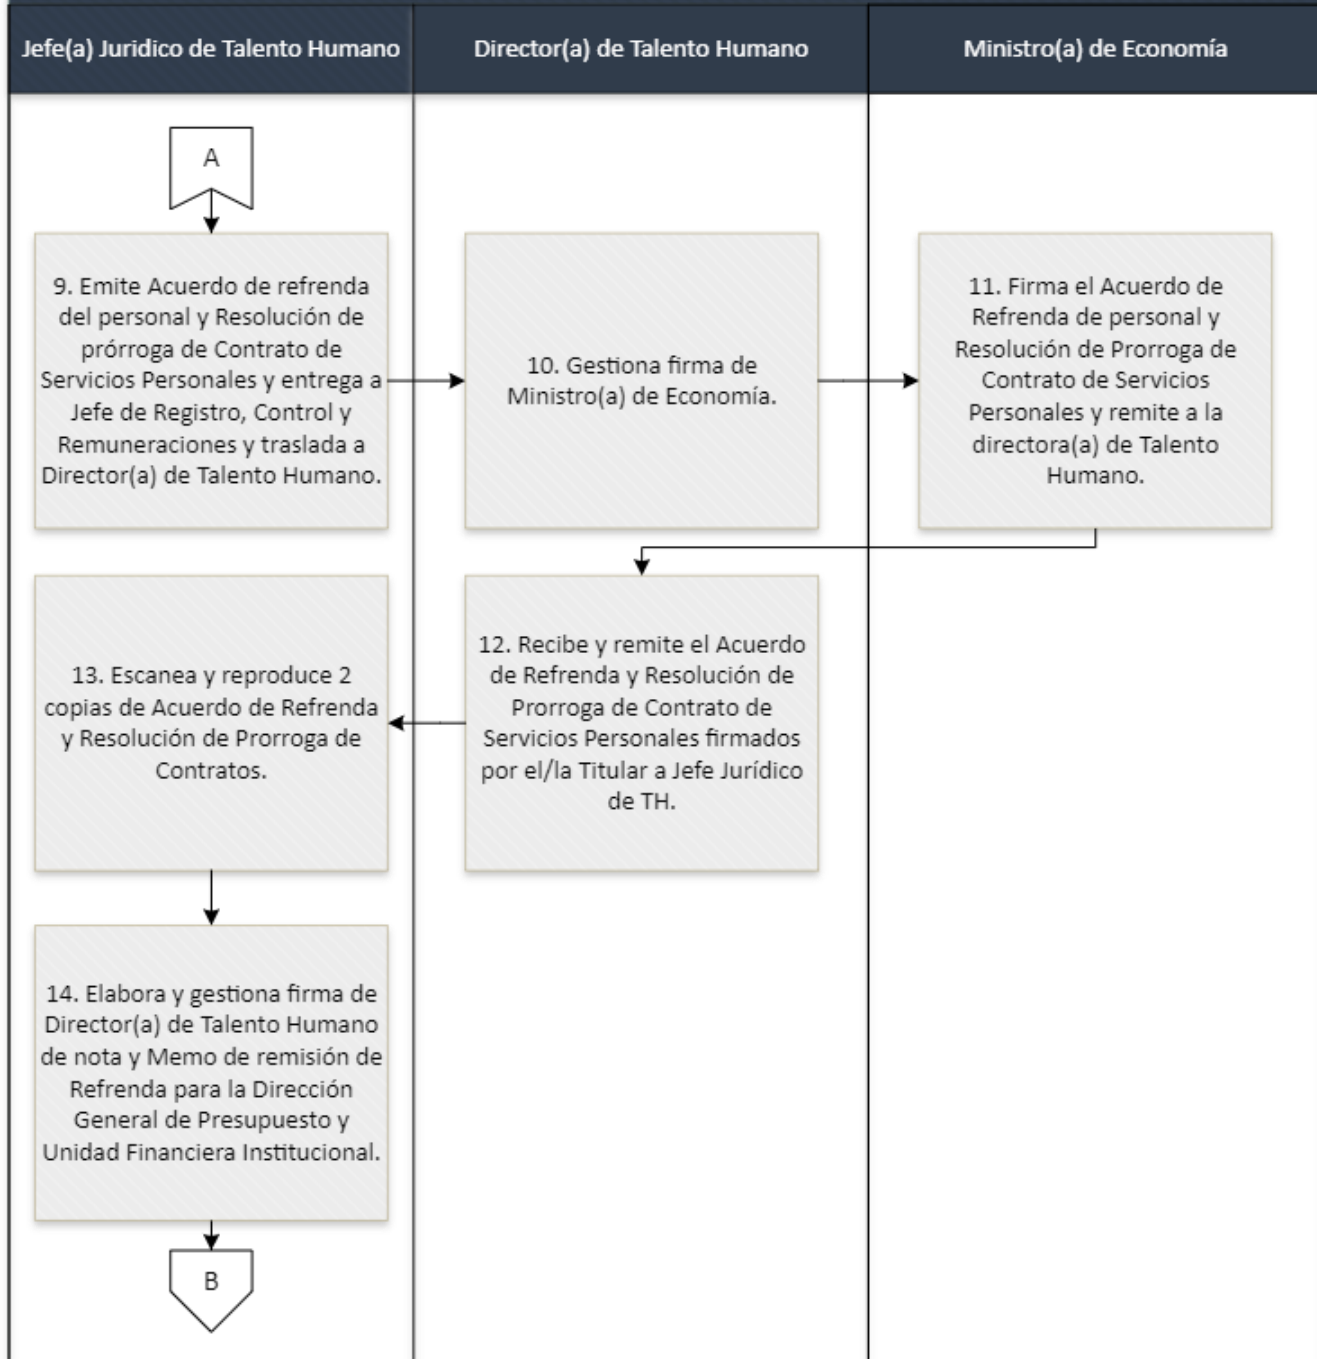 Jefe(a) Juridico de Talento Humano
Director(a) de Talento Humano
Ministro(a) de Economía
A
9. Emite Acuerdo de refrenda
del personal y Resolución de
prórroga de Contrato de
Servicios Personales y entrega a
Jefe de Registro, Control y
Remuneraciones y traslada a
Director(a) de Talento Humano.
10. Gestiona firma de
Ministro(a) de Economía.
11. Firma el Acuerdo de
Refrenda de personal y
Resolución de Prorroga de
Contrato de Servicios
Personales y remite a la
directora(a) de Talento
Humano.
12. Recibe y remite el Acuerdo
de Refrenda y Resolución de
Prorroga de Contrato de
Servicios Personales firmados
por el/la Titular a Jefe Jurídico
de TH.
13. Escanea y reproduce 2
copias de Acuerdo de Refrenda
y Resolución de Prorroga de
Contratos.
14. Elabora y gestiona firma de
Director(a) de Talento Humano
de nota y Memo de remisión de
Refrenda para la Dirección
General de Presupuesto y
Unidad Financiera Institucional.
B